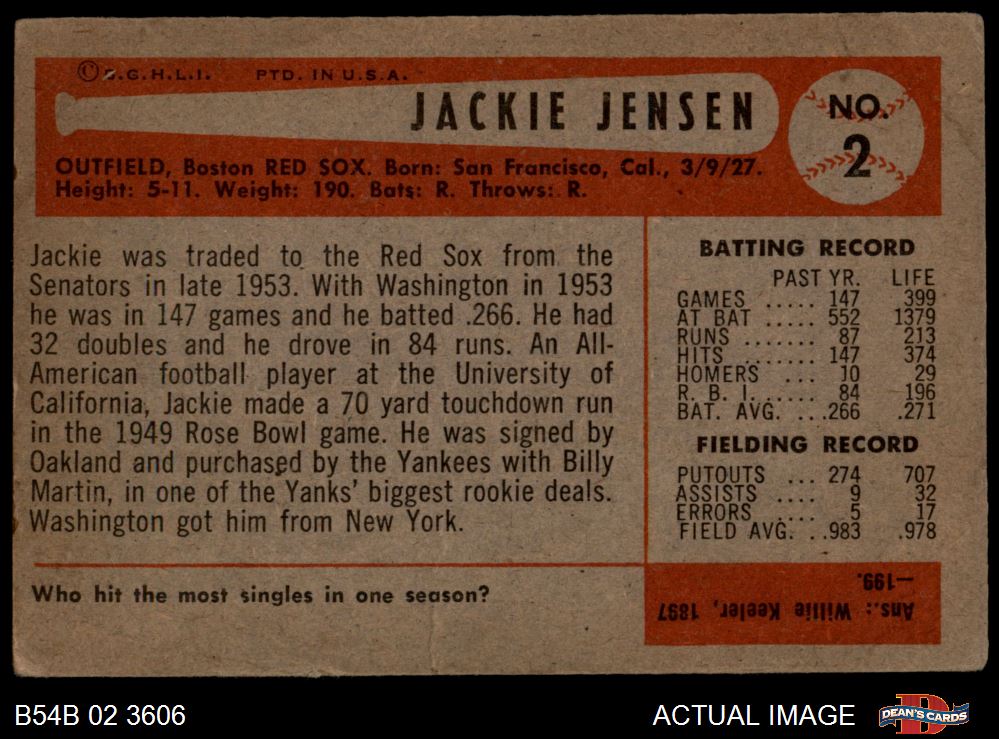 © B.G.H.L.I. PTD. IN U.S.A.
JACKIE JENSEN
NO.
2
OUTFIELD, Boston RED SOX. Born: San Francisco, Cal., 3/9/27.
Height: 5-11. Weight: 190. Bats: R. Throws: R.
Jackie was traded to the Red Sox from the
Senators in late 1953. With Washington in 1953
he was in 147 games and he batted .266. He had
32 doubles and he drove in 84 runs. An All-
American football player at the University of
California, Jackie made a 70 yard touchdown run
in the 1949 Rose Bowl game. He was signed by
Oakland and purchased by the Yankees with Billy
Martin, in one of the Yanks' biggest rookie deals.
Washington got him from New York.
BATTING RECORD
PAST YR. LIFE
GAMES ..... 147 399
AT BAT ..... 552 1379
RUNS ....... 87 213
HITS ....... 147 374
HOMERS ... 10 29
R. B. I. ..... 84 196
BAT. AVG. ... .266 .271
FIELDING RECORD
PUTOUTS ... 274 707
ASSISTS .... 9 32
ERRORS .... 5 17
FIELD AVG. . .983 .978
Who hit the most singles in one season?
Ans.: Willie Keeler, 1897
—199.
B54B 02 3606
ACTUAL IMAGE
D
DEAN'S CARDS